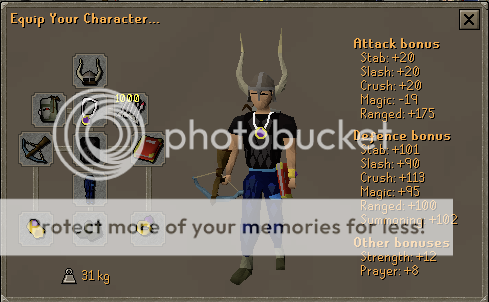 Equip Your Character...
Attack bonus
Stab: +20
Slash: +20
Crush: +20
Magic: -19
Ranged: +175
1000
photobucket
Defence bonus
Stab: +101
Slash: +90
Crush: +113
Magic: +95
Ranged: +100
Summoning: +102
Protect more of your memories for less!
Other bonuses
Strength: +12
Prayer: +8
31 kg